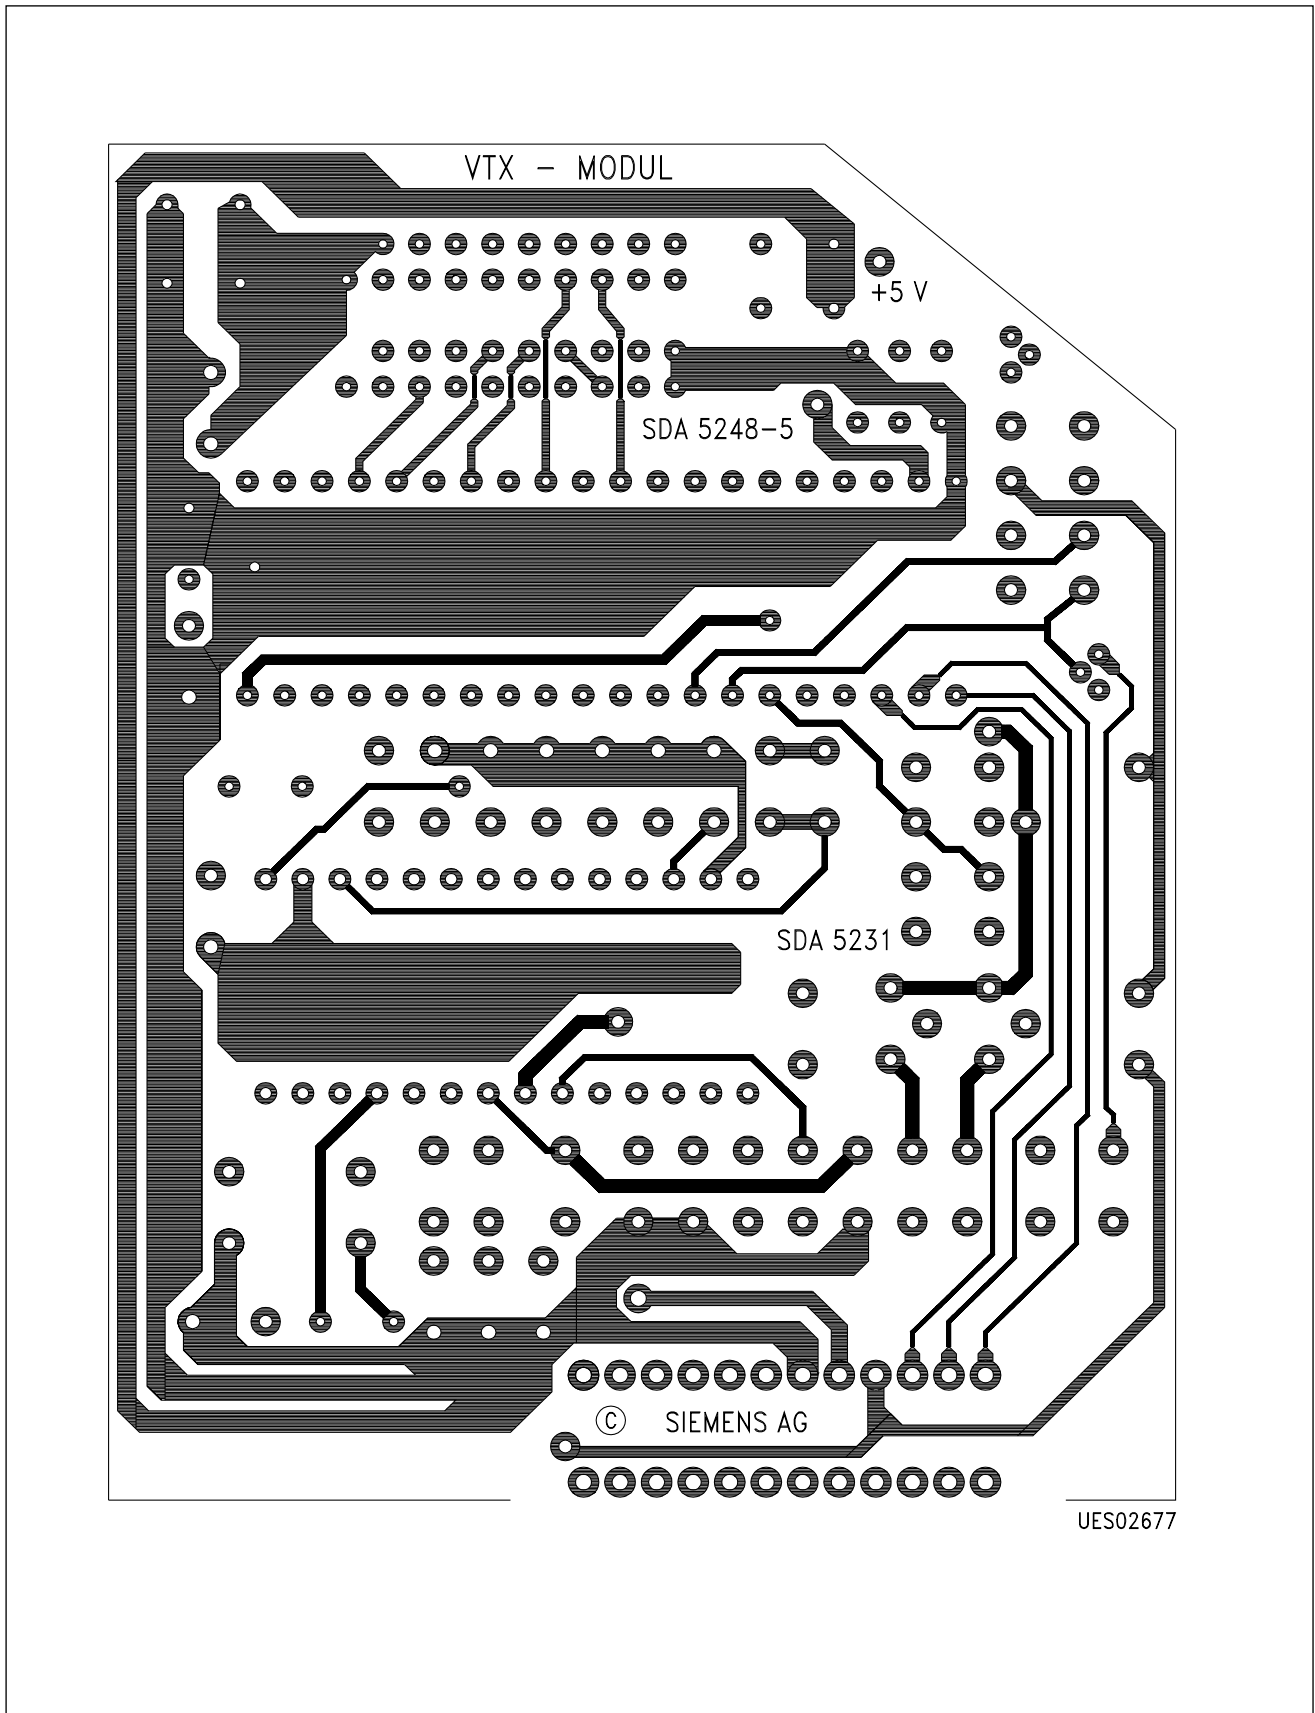 VTX - MODUL
+5 V
SDA 5248-5
SDA 5231
© SIEMENS AG
UES02677